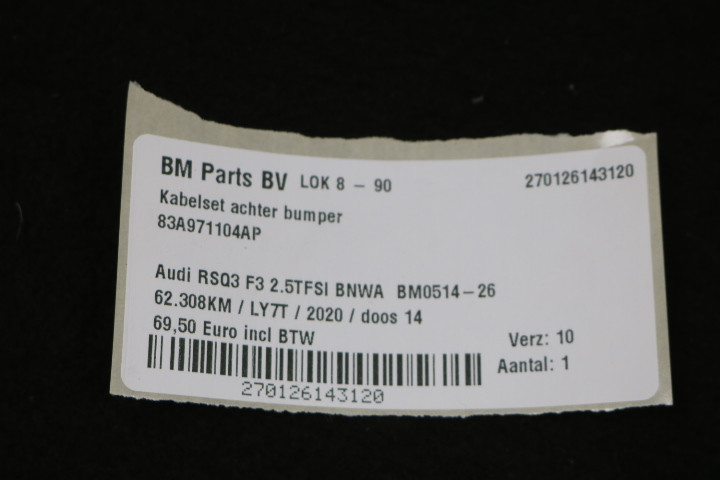 BM Parts BV LOK 8 - 90 270126143120
Kabelset achter bumper
83A971104AP
Audi RSQ3 F3 2.5TFSI BNWA BM0514-26
62.308KM / LY7T / 2020 / doos 14
69,50 Euro incl BTW Verz: 10
Aantal: 1
270126143120